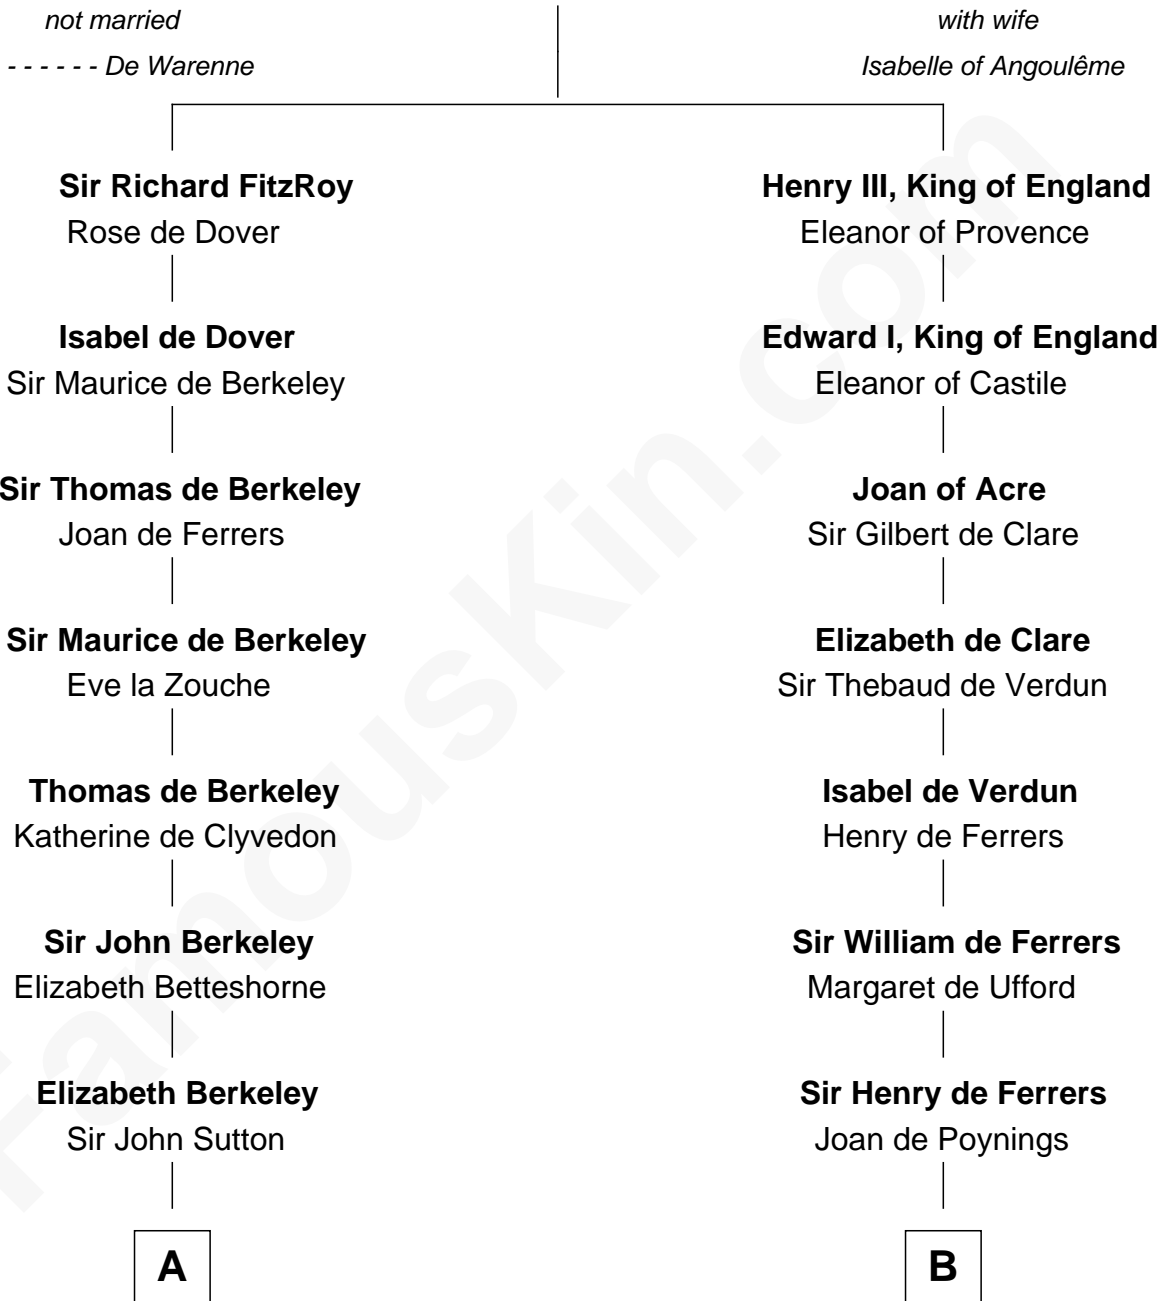 not married
- - - - - - De Warenne
with wife
Isabelle of Angoulême
Sir Richard FitzRoy
Rose de Dover
Isabel de Dover
Sir Maurice de Berkeley
Sir Thomas de Berkeley
Joan de Ferrers
Sir Maurice de Berkeley
Eve la Zouche
Thomas de Berkeley
Katherine de Clyvedon
Sir John Berkeley
Elizabeth Betteshorne
Elizabeth Berkeley
Sir John Sutton
A
Henry III, King of England
Eleanor of Provence
Edward I, King of England
Eleanor of Castile
Joan of Acre
Sir Gilbert de Clare
Elizabeth de Clare
Sir Thebaud de Verdun
Isabel de Verdun
Henry de Ferrers
Sir William de Ferrers
Margaret de Ufford
Sir Henry de Ferrers
Joan de Poynings
B
FamousKin.com